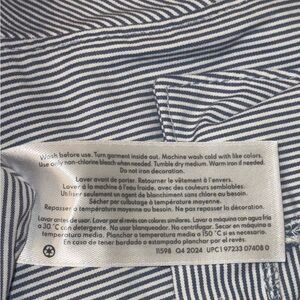 Wash before use. Turn garment inside out. Machine wash cold with like colors.
Use only non-chlorine bleach when needed. Tumble dry medium. Warm iron if needed.
Do not iron decoration.
Laver avant de porter. Retourner le vêtement à l'envers.
Laver à la machine à l'eau froide, avec des couleurs semblables.
Utiliser seulement un agent de blanchiment sans chlore au besoin.
Sécher par culbutage à température moyenne.
Repasser à température moyenne au besoin. Ne pas repasser la décoration.
Lavar antes de usar. Lavar por el revés con colores similares. Lavar a máquina con agua fría
a 30 °C con detergente. No usar blanqueador. No centrifugar. Secar en máquina a
temperatura media. Planchar a temperatura media a 150 °C si es necesario.
En caso de tener bordado o estampado planchar por el revés.
11598 Q4 2024 UPC 1 97233 07408 0